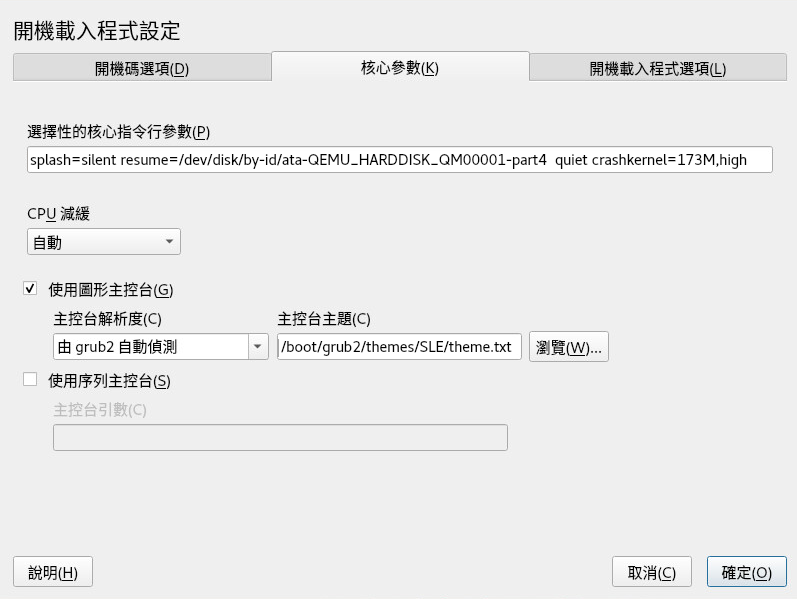 開機載入程式設定
開機碼選項(D) 核心參數(K) 開機載入程式選項(L)
選擇性的核心指令行參數(P)
splash=silent resume=/dev/disk/by-id/ata-QEMU_HARDDISK_QM00001-part4  quiet crashkernel=173M,high
CPU 減緩
自動
使用圖形主控台(G)
主控台解析度(C) 主控台主題(C)
由 grub2 自動偵測 /boot/grub2/themes/SLE/theme.txt 瀏覽(W)...
使用序列主控台(S)
主控台引數(C)
說明(H) 取消(C) 確定(O)